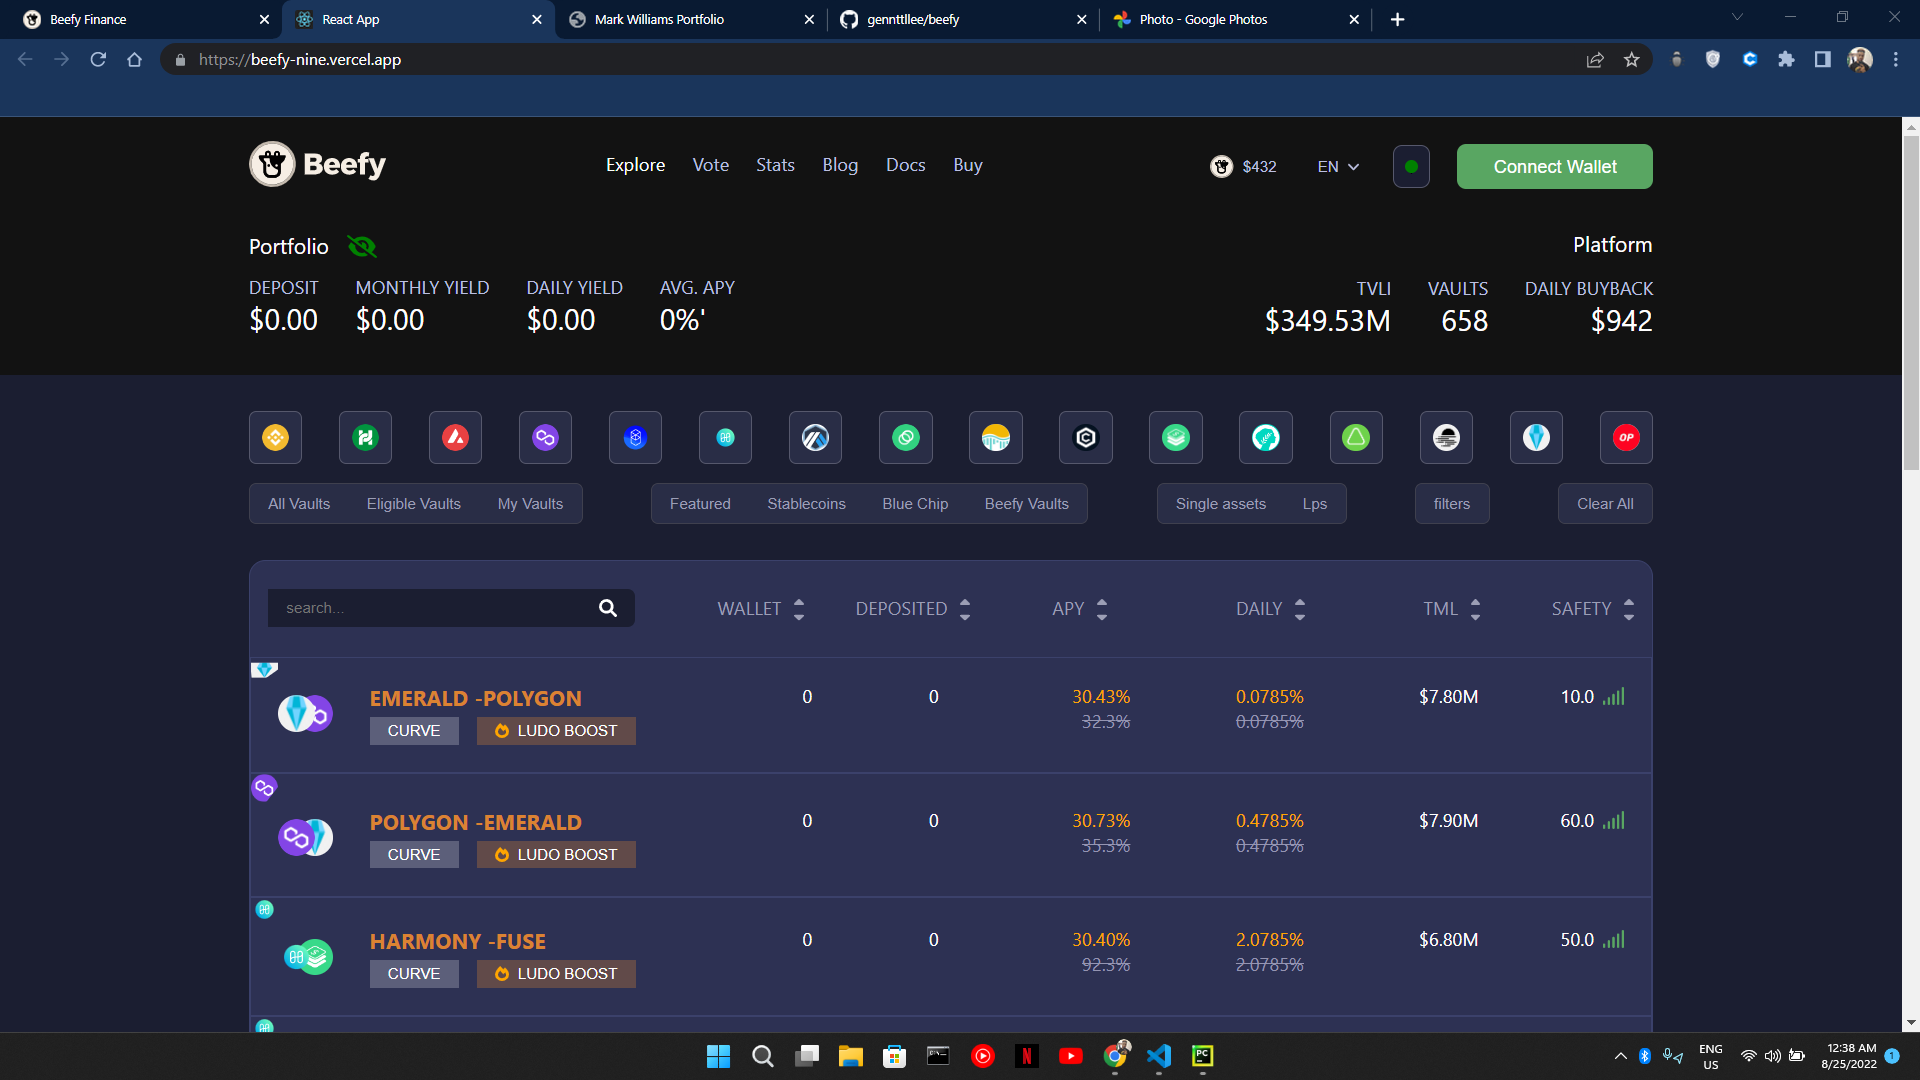 Beefy Finance
React App
Mark Williams Portfolio
gennttllee/beefy
Photo - Google Photos
https://beefy-nine.vercel.app
Beefy
Explore Vote Stats Blog Docs Buy
$432 EN Connect Wallet
Portfolio
Platform
DEPOSIT MONTHLY YIELD DAILY YIELD AVG. APY
$0.00 $0.00 $0.00 0%'
TVLI VAULTS DAILY BUYBACK
$349.53M 658 $942
OP
All Vaults Eligible Vaults My Vaults Featured Stablecoins Blue Chip Beefy Vaults Single assets Lps filters Clear All
search... WALLET DEPOSITED APY DAILY TML SAFETY
EMERALD -POLYGON 0 0 30.43% 0.0785% $7.80M 10.0
32.3% 0.0785%
CURVE LUDO BOOST
POLYGON -EMERALD 0 0 30.73% 0.4785% $7.90M 60.0
35.3% 0.4785%
CURVE LUDO BOOST
HARMONY -FUSE 0 0 30.40% 2.0785% $6.80M 50.0
92.3% 2.0785%
CURVE LUDO BOOST
N
PC
ENG
US
12:38 AM
8/25/2022
1